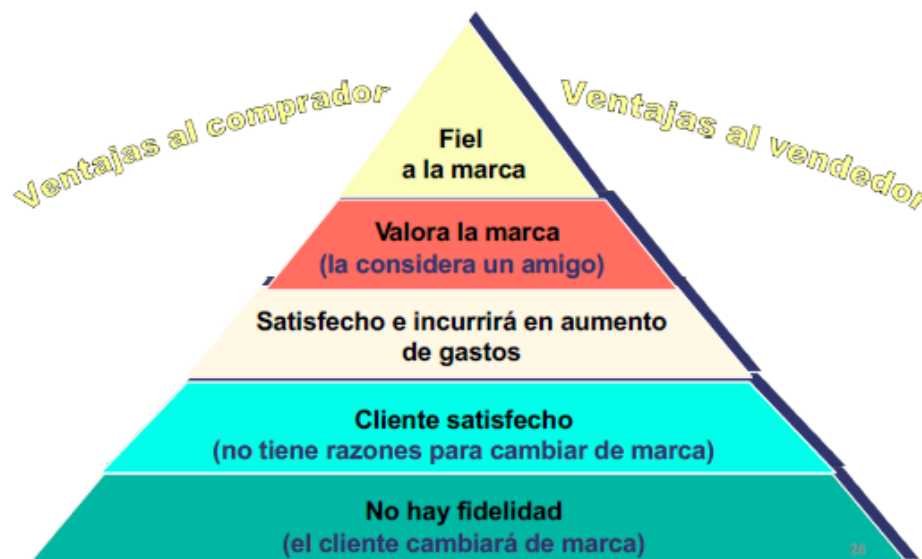 Ventajas al comprador
Ventajas al vendedor
Fiel
a la marca
Valora la marca
(la considera un amigo)
Satisfecho e incurrirá en aumento
de gastos
Cliente satisfecho
(no tiene razones para cambiar de marca)
No hay fidelidad
(el cliente cambiará de marca)
26